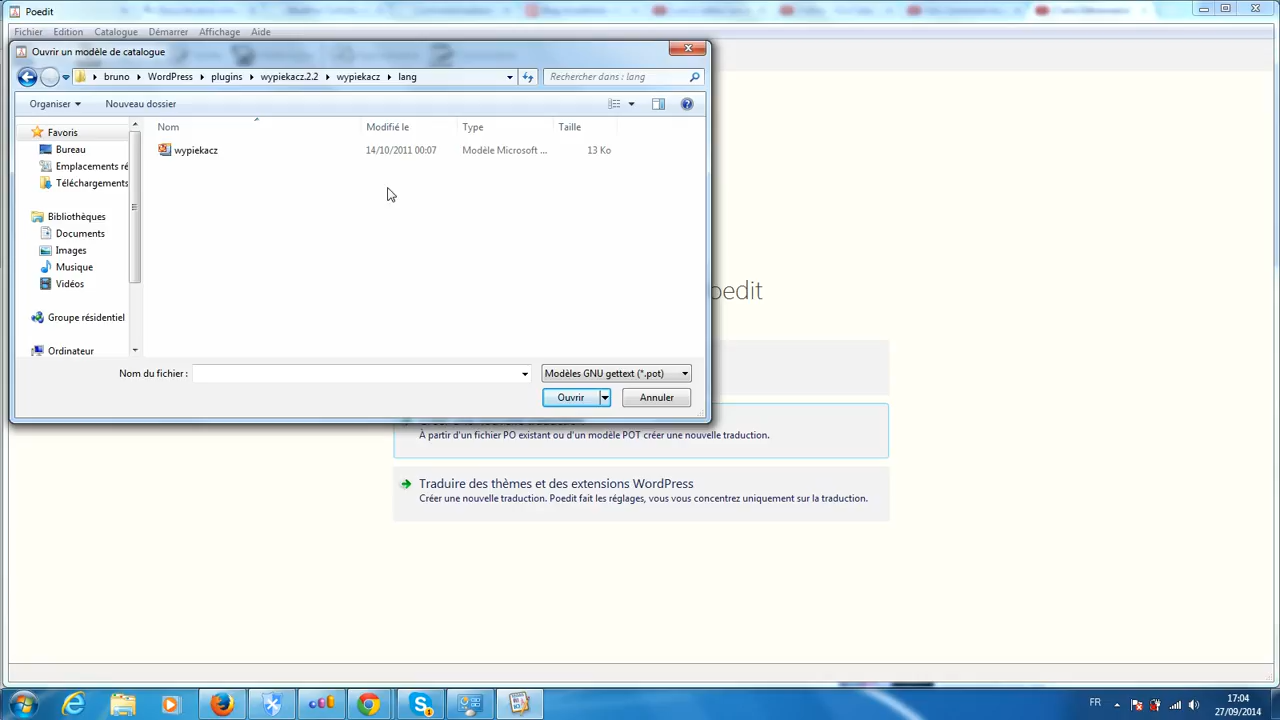 Poedit
Fichier Edition Catalogue Démarrer Affichage Aide
Ouvrir un modèle de catalogue
bruno WordPress plugins wypiekacz.2.2 wypiekacz lang
Rechercher dans : lang
Organiser Nouveau dossier
Nom Modifié le Type Taille
wypiekacz 14/10/2011 00:07 Modèle Microsoft ... 13 Ko
Favoris
Bureau
Emplacements ré
Téléchargements
Bibliothèques
Documents
Images
Musique
Vidéos
Groupe résidentiel
Ordinateur
Nom du fichier : Modèles GNU gettext (*.pot)
Ouvrir Annuler
oedit
À partir d'un fichier PO existant ou d'un modèle POT créer une nouvelle traduction.
Traduire des thèmes et des extensions WordPress
Créer une nouvelle traduction. Poedit fait les réglages, vous vous concentrez uniquement sur la traduction.
FR
17:04
27/09/2014